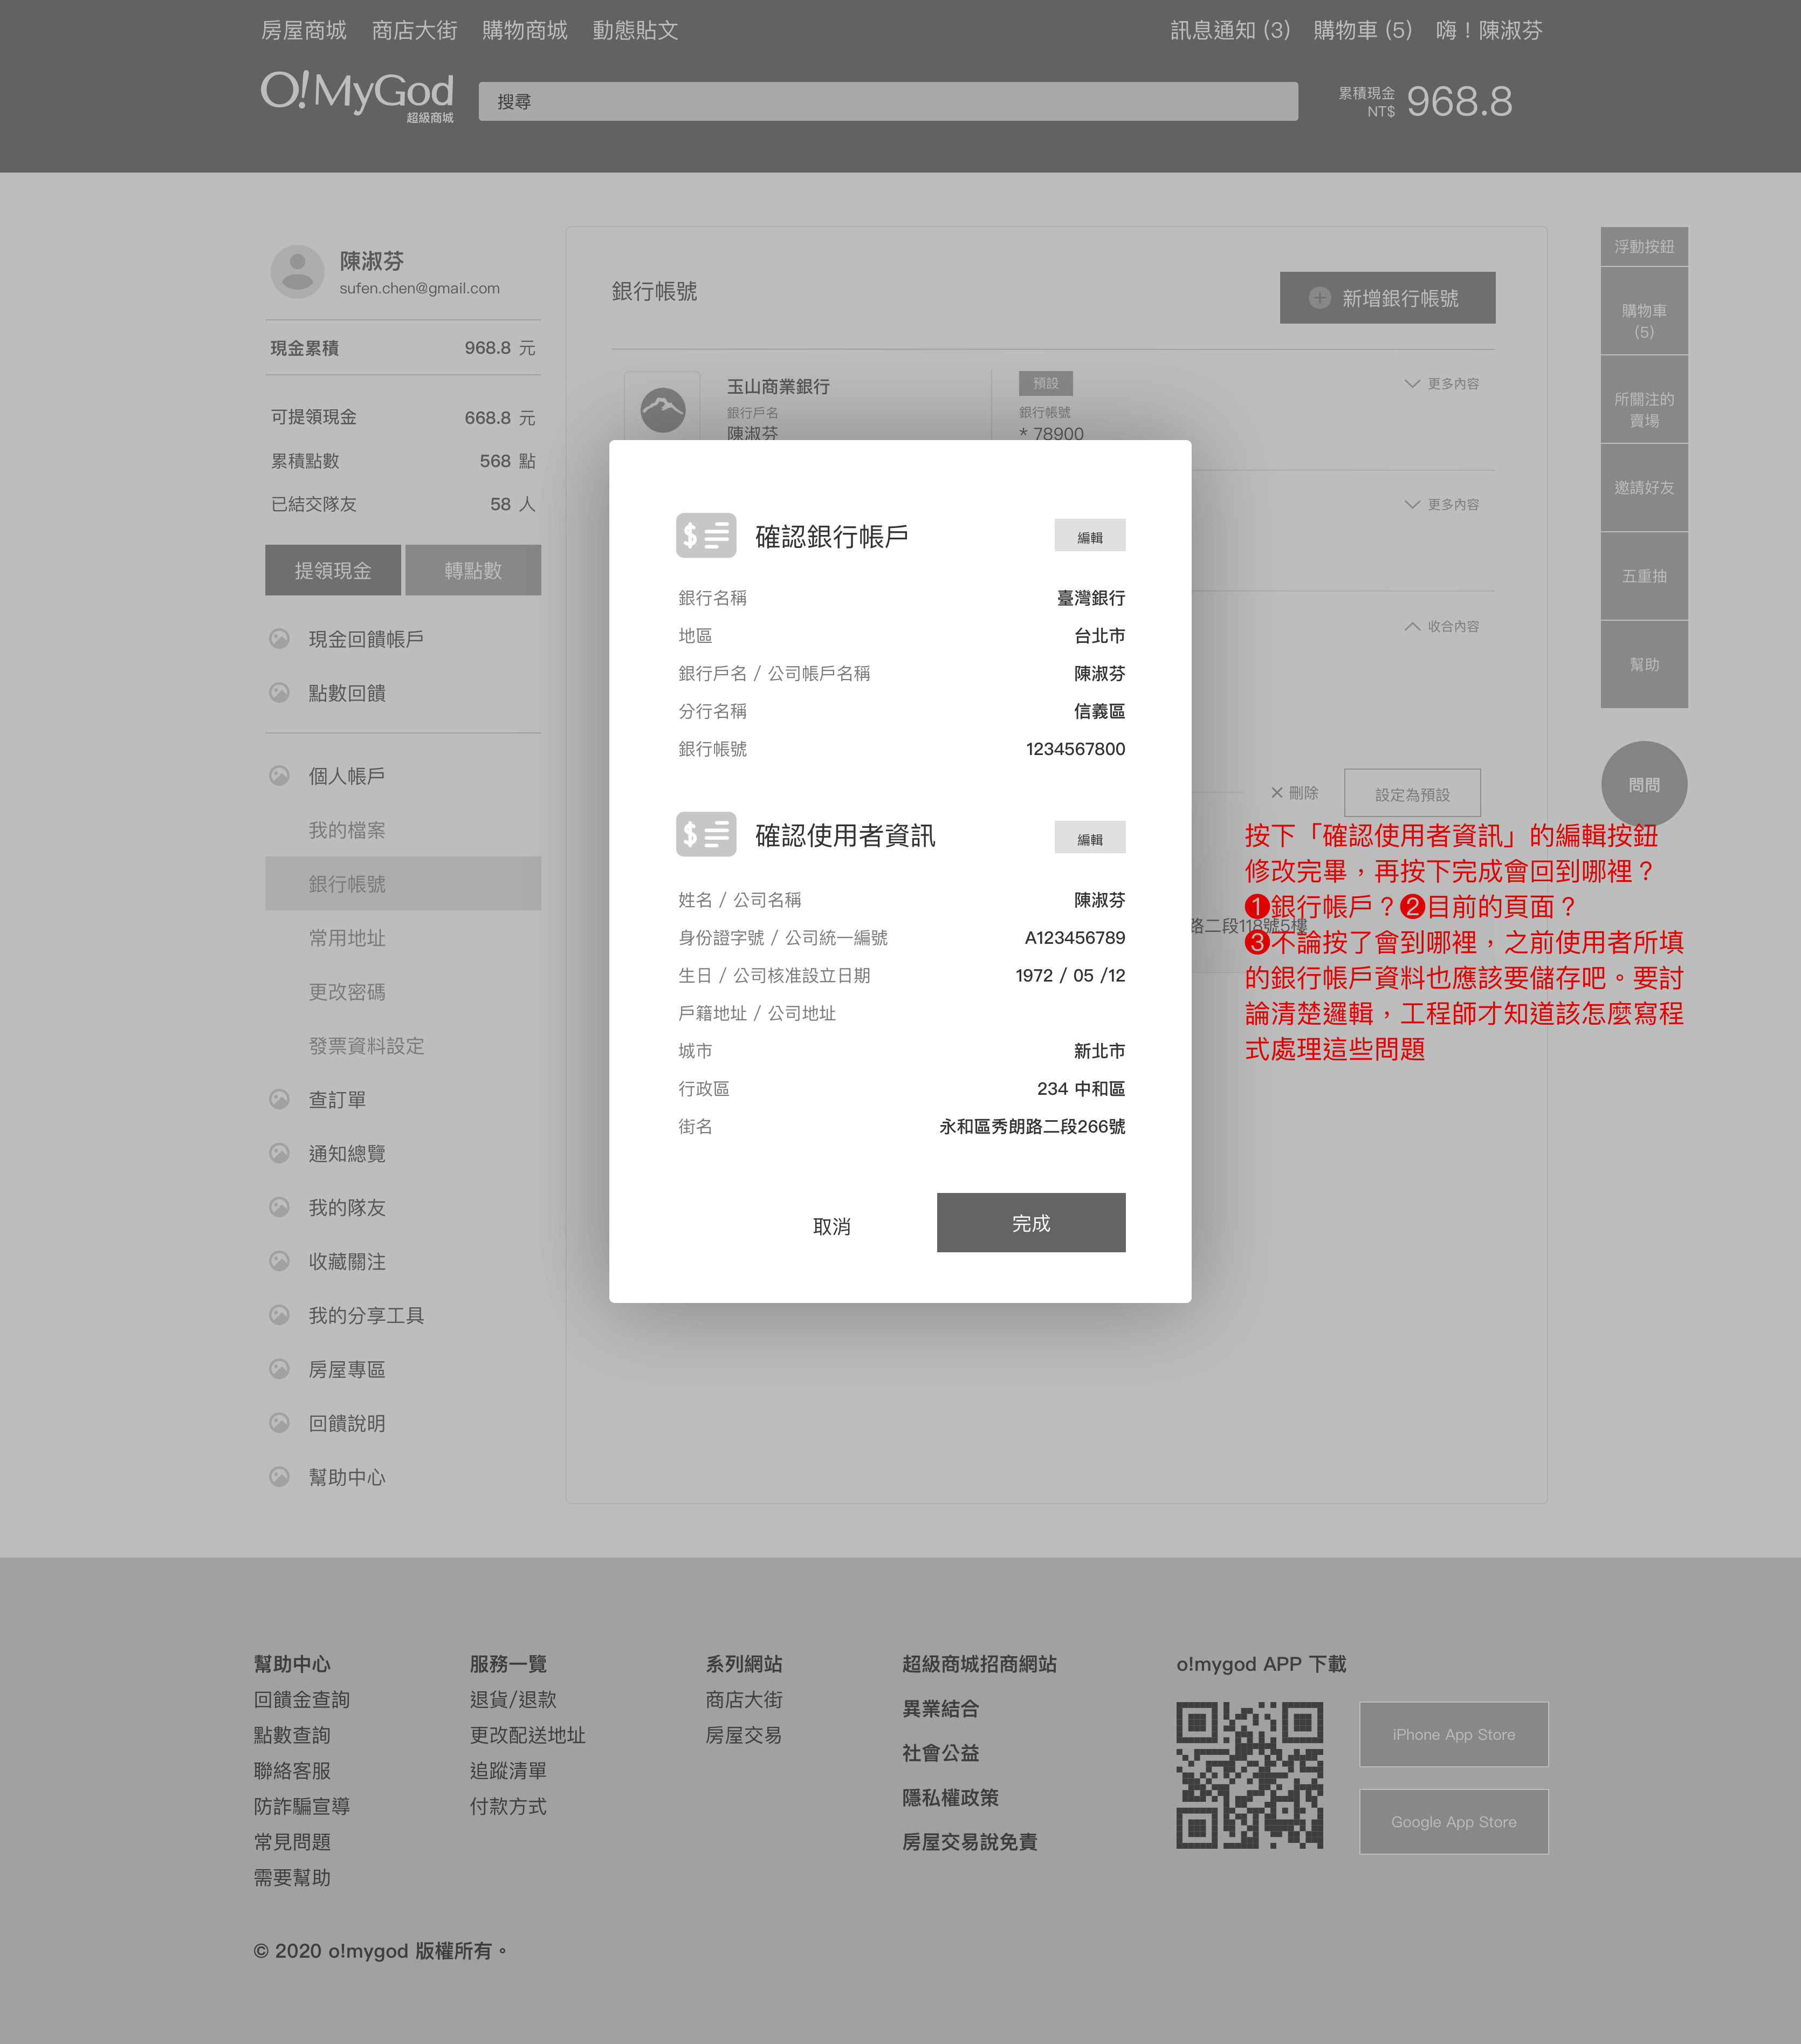 房屋商城 商店大街 購物商城 動態貼文
訊息通知 (3) 購物車 (5) 嗨！陳淑芬
O!MyGod
超級商城
搜尋
累積現金
NT$
968.8
陳淑芬
sufen.chen@gmail.com
現金累積 968.8 元
可提領現金 668.8 元
累積點數 568 點
已結交隊友 58 人
提領現金 轉點數
現金回饋帳戶
點數回饋
個人帳戶
我的檔案
銀行帳號
常用地址
更改密碼
發票資料設定
查訂單
通知總覽
我的隊友
收藏關注
我的分享工具
房屋專區
回饋說明
幫助中心
銀行帳號
新增銀行帳號
玉山商業銀行
銀行戶名
陳淑芬
預設
銀行帳號
* 78900
更多內容
更多內容
收合內容
刪除
設定為預設
路二段118號5樓
確認銀行帳戶 編輯
銀行名稱 臺灣銀行
地區 台北市
銀行戶名 / 公司帳戶名稱 陳淑芬
分行名稱 信義區
銀行帳號 1234567800
確認使用者資訊 編輯
姓名 / 公司名稱 陳淑芬
身份證字號 / 公司統一編號 A123456789
生日 / 公司核准設立日期 1972 / 05 /12
戶籍地址 / 公司地址
城市 新北市
行政區 234 中和區
街名 永和區秀朗路二段266號
取消 完成
按下「確認使用者資訊」的編輯按鈕
修改完畢，再按下完成會回到哪裡？
❶銀行帳戶？❷目前的頁面？
❸不論按了會到哪裡，之前使用者所填
的銀行帳戶資料也應該要儲存吧。要討
論清楚邏輯，工程師才知道該怎麼寫程
式處理這些問題
浮動按鈕
購物車
(5)
所關注的
賣場
邀請好友
五重抽
幫助
問問
幫助中心
回饋金查詢
點數查詢
聯絡客服
防詐騙宣導
常見問題
需要幫助
服務一覽
退貨/退款
更改配送地址
追蹤清單
付款方式
系列網站
商店大街
房屋交易
超級商城招商網站
異業結合
社會公益
隱私權政策
房屋交易說免責
o!mygod APP 下載
iPhone App Store
Google App Store
© 2020 o!mygod 版權所有。